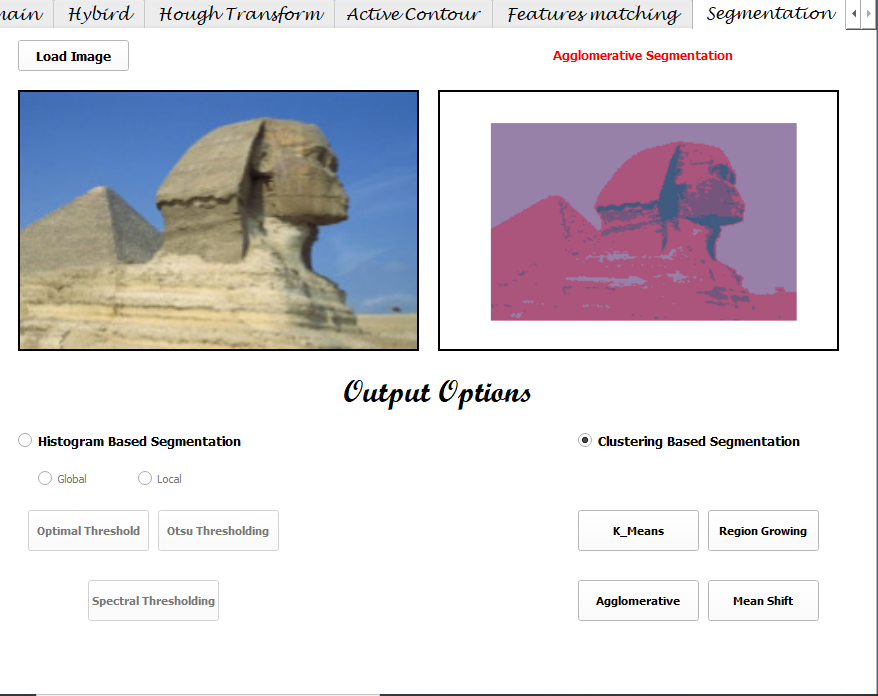 Hybird Hough Transform Active Contour Features matching Segmentation
Load Image
Agglomerative Segmentation
Output Options
Histogram Based Segmentation
Clustering Based Segmentation
Global Local
Optimal Threshold Otsu Thresholding
K_Means Region Growing
Spectral Thresholding
Agglomerative Mean Shift